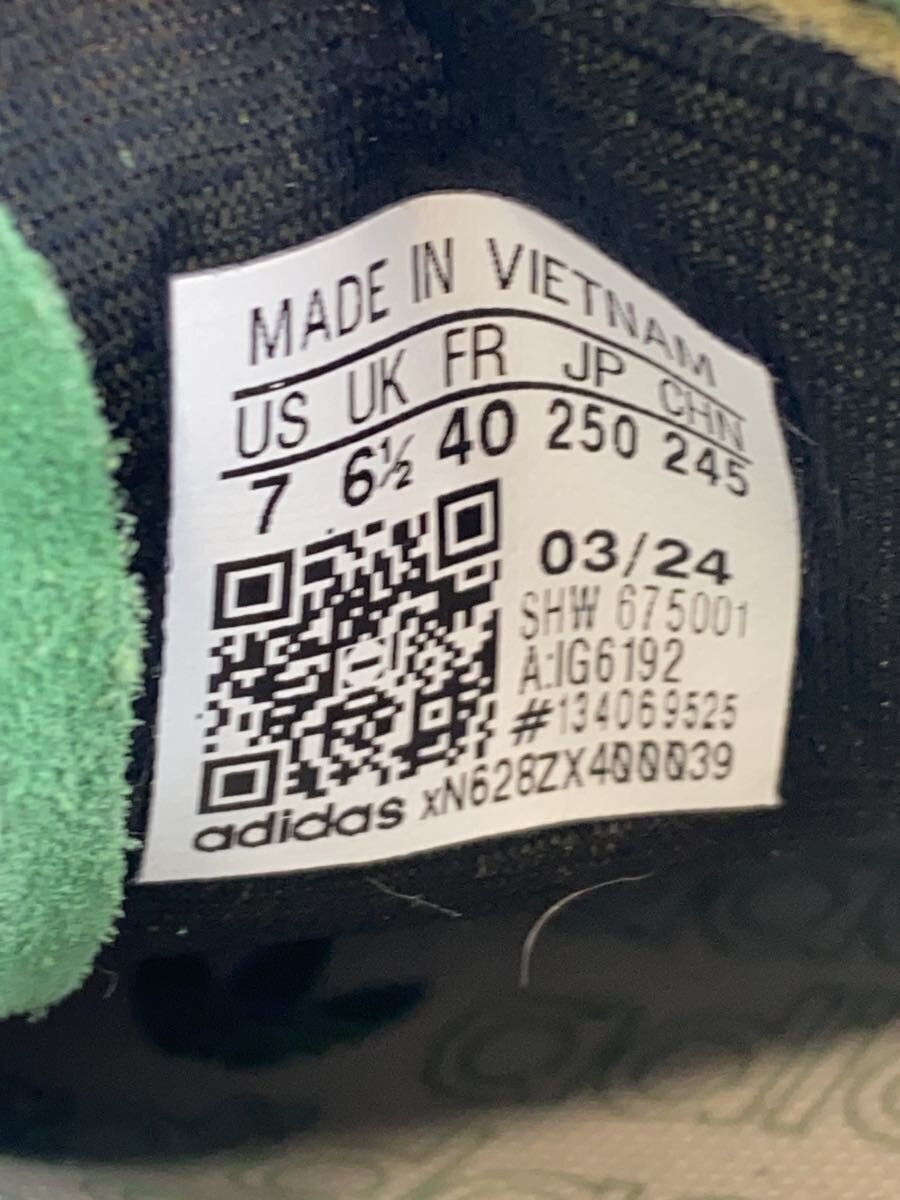 MADE IN VIETNAM
US UK FR JP CHN
7 6½ 40 250 245
03/24
SHW 675001
A:IG6192
#134069525
adidas xN628ZX400039